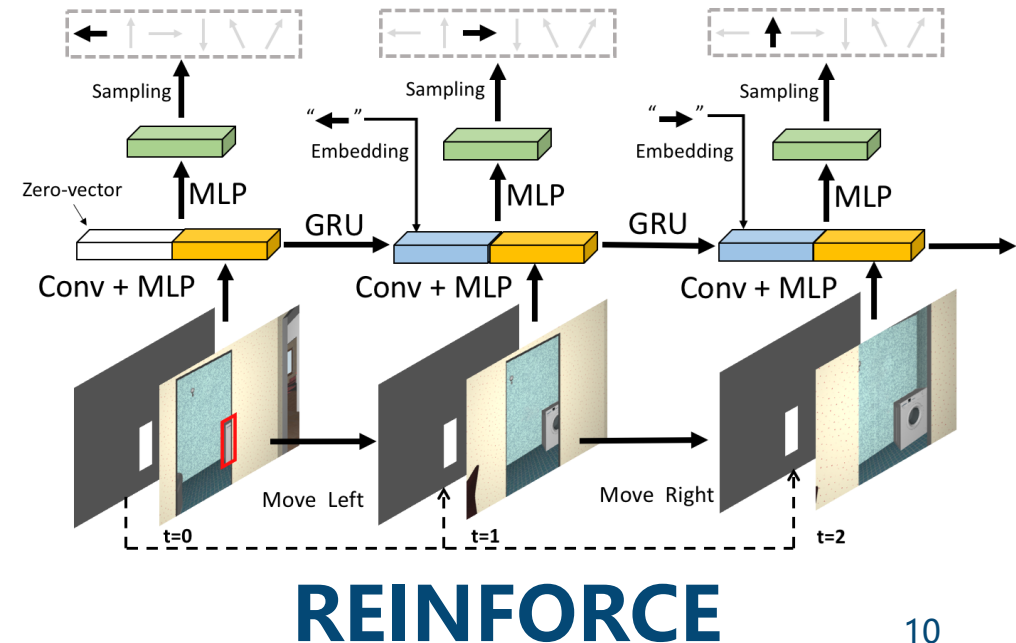 Sampling
Sampling
Sampling
“ ”
“ ”
Embedding
Embedding
Zero-vector
MLP
MLP
MLP
GRU
GRU
Conv + MLP
Conv + MLP
Conv + MLP
Move Left
Move Right
t=0
t=1
t=2
REINFORCE
10